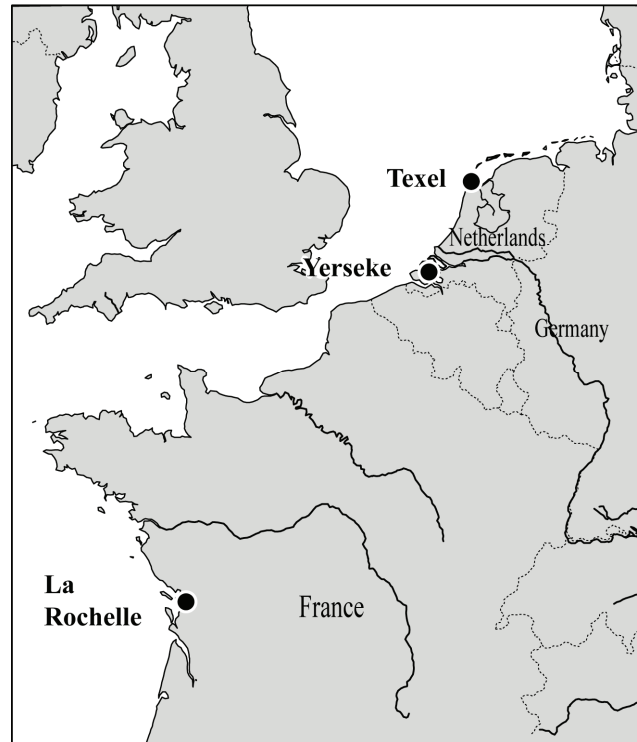 Texel
Netherlands
Yerseke
Germany
La
Rochelle
France